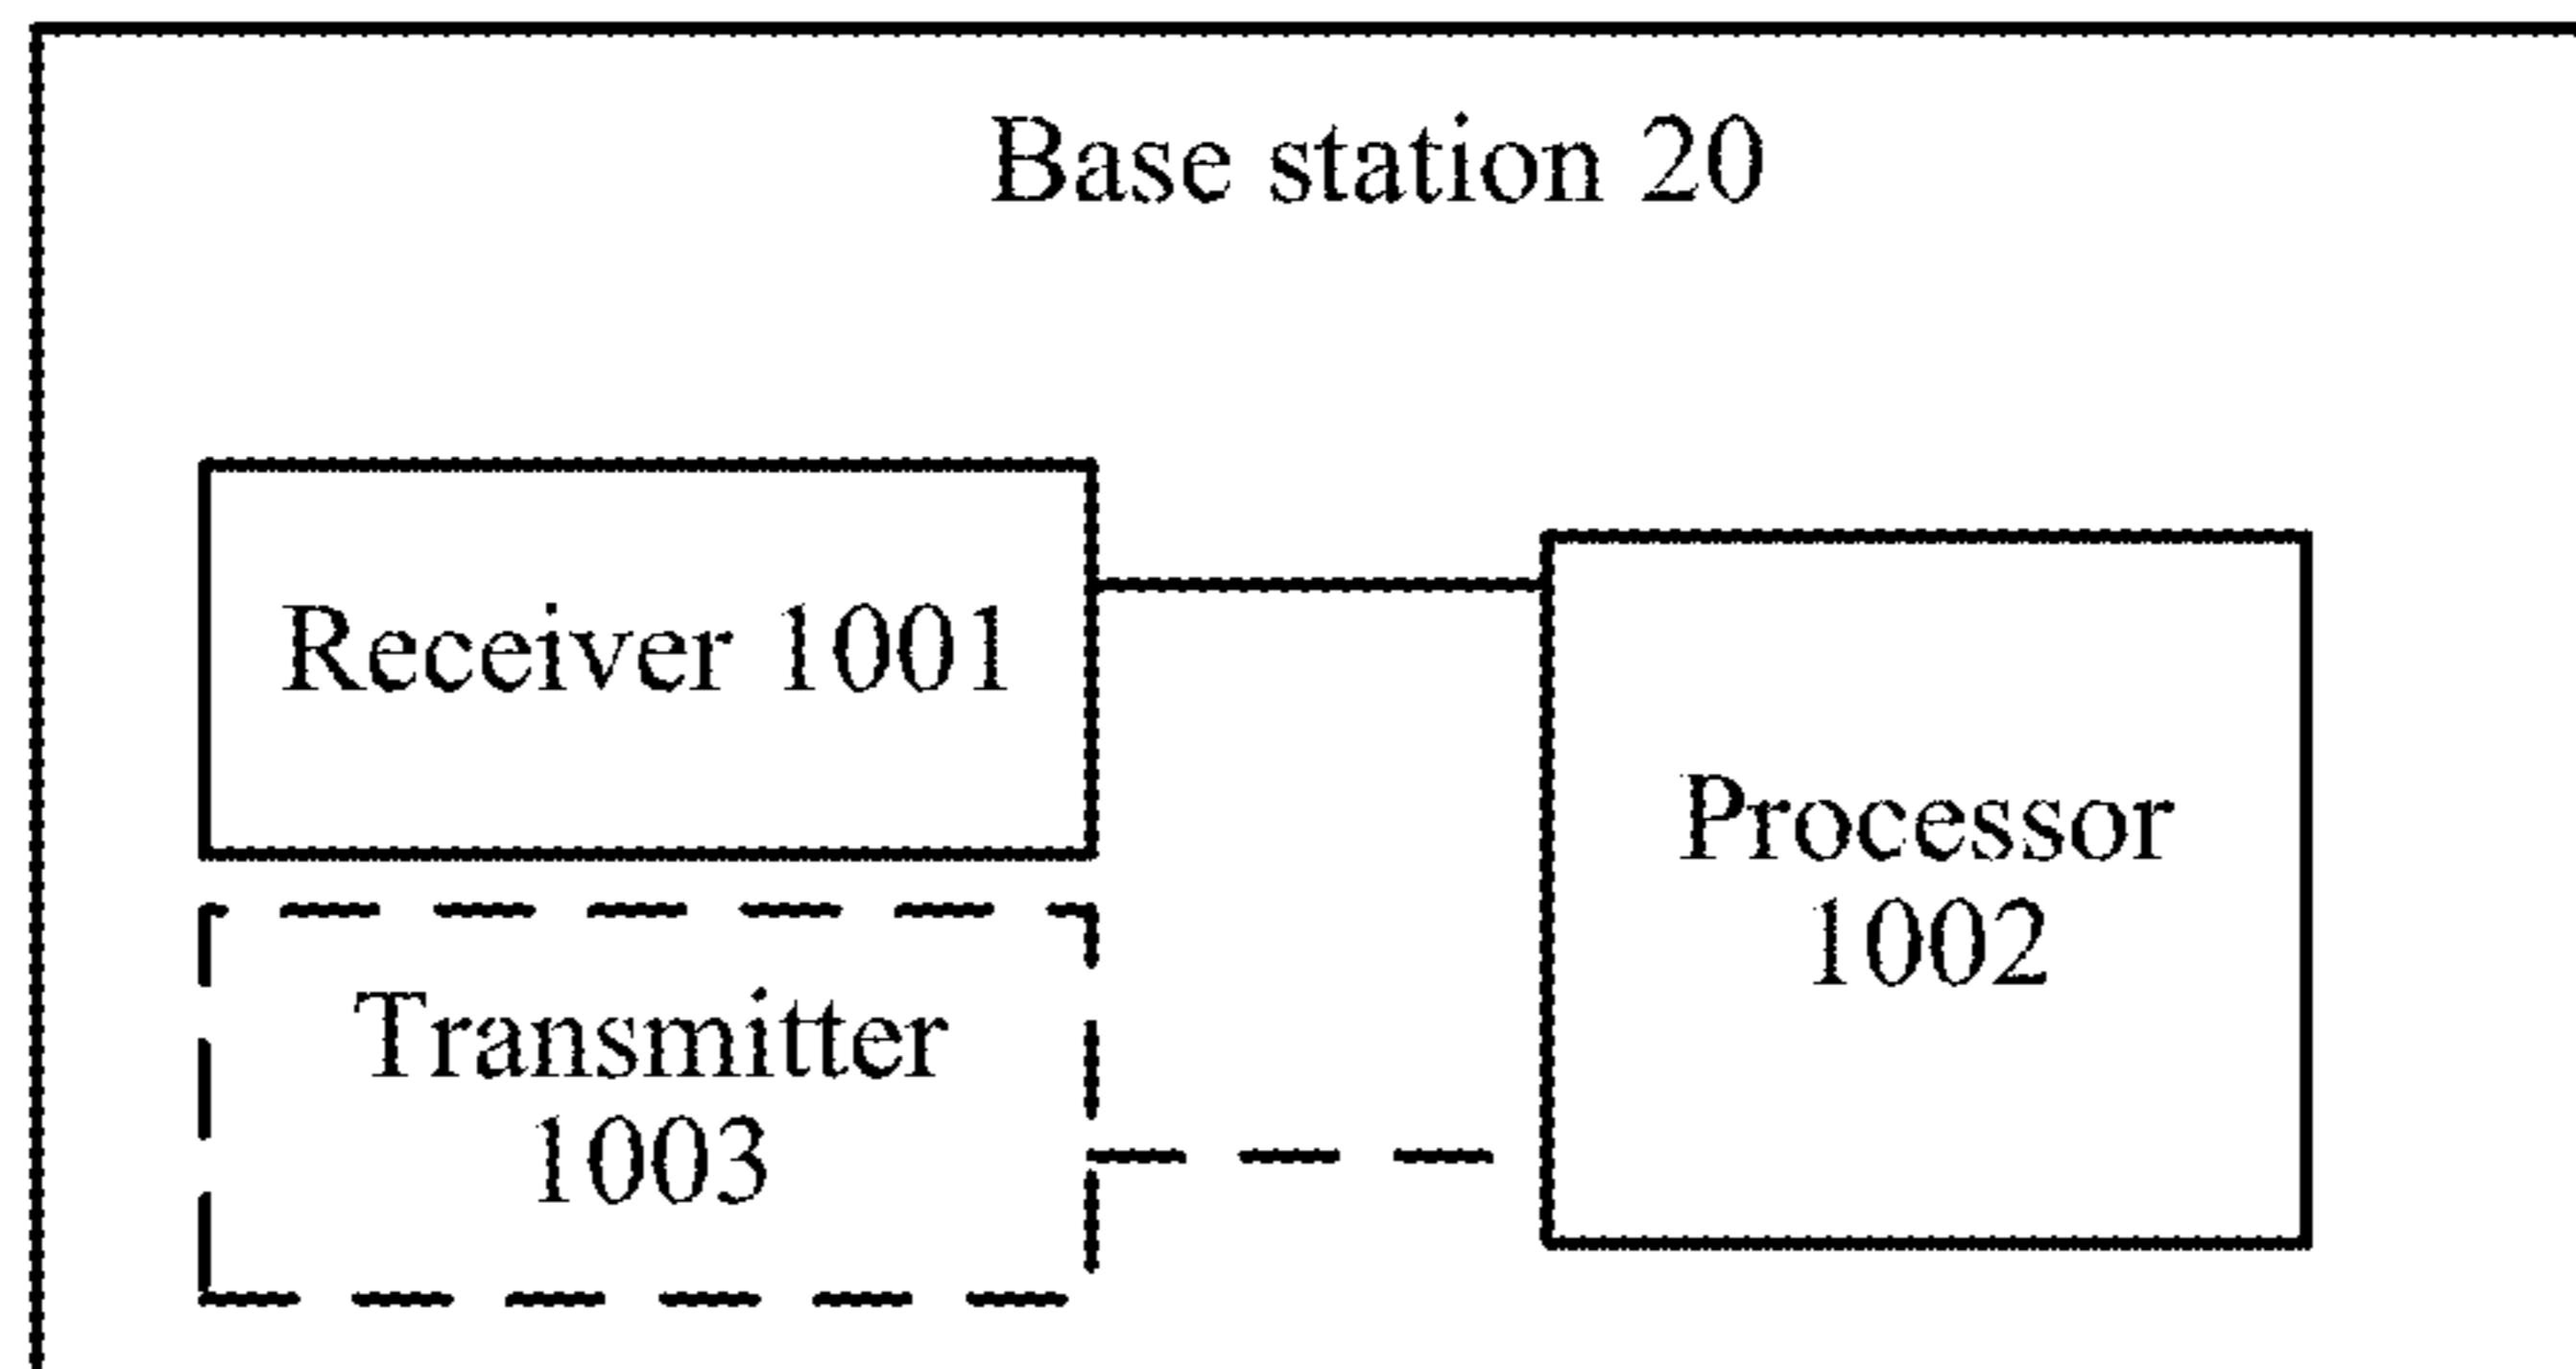 Base station 20
Receiver 1001
Processor
1002
Transmitter
1003